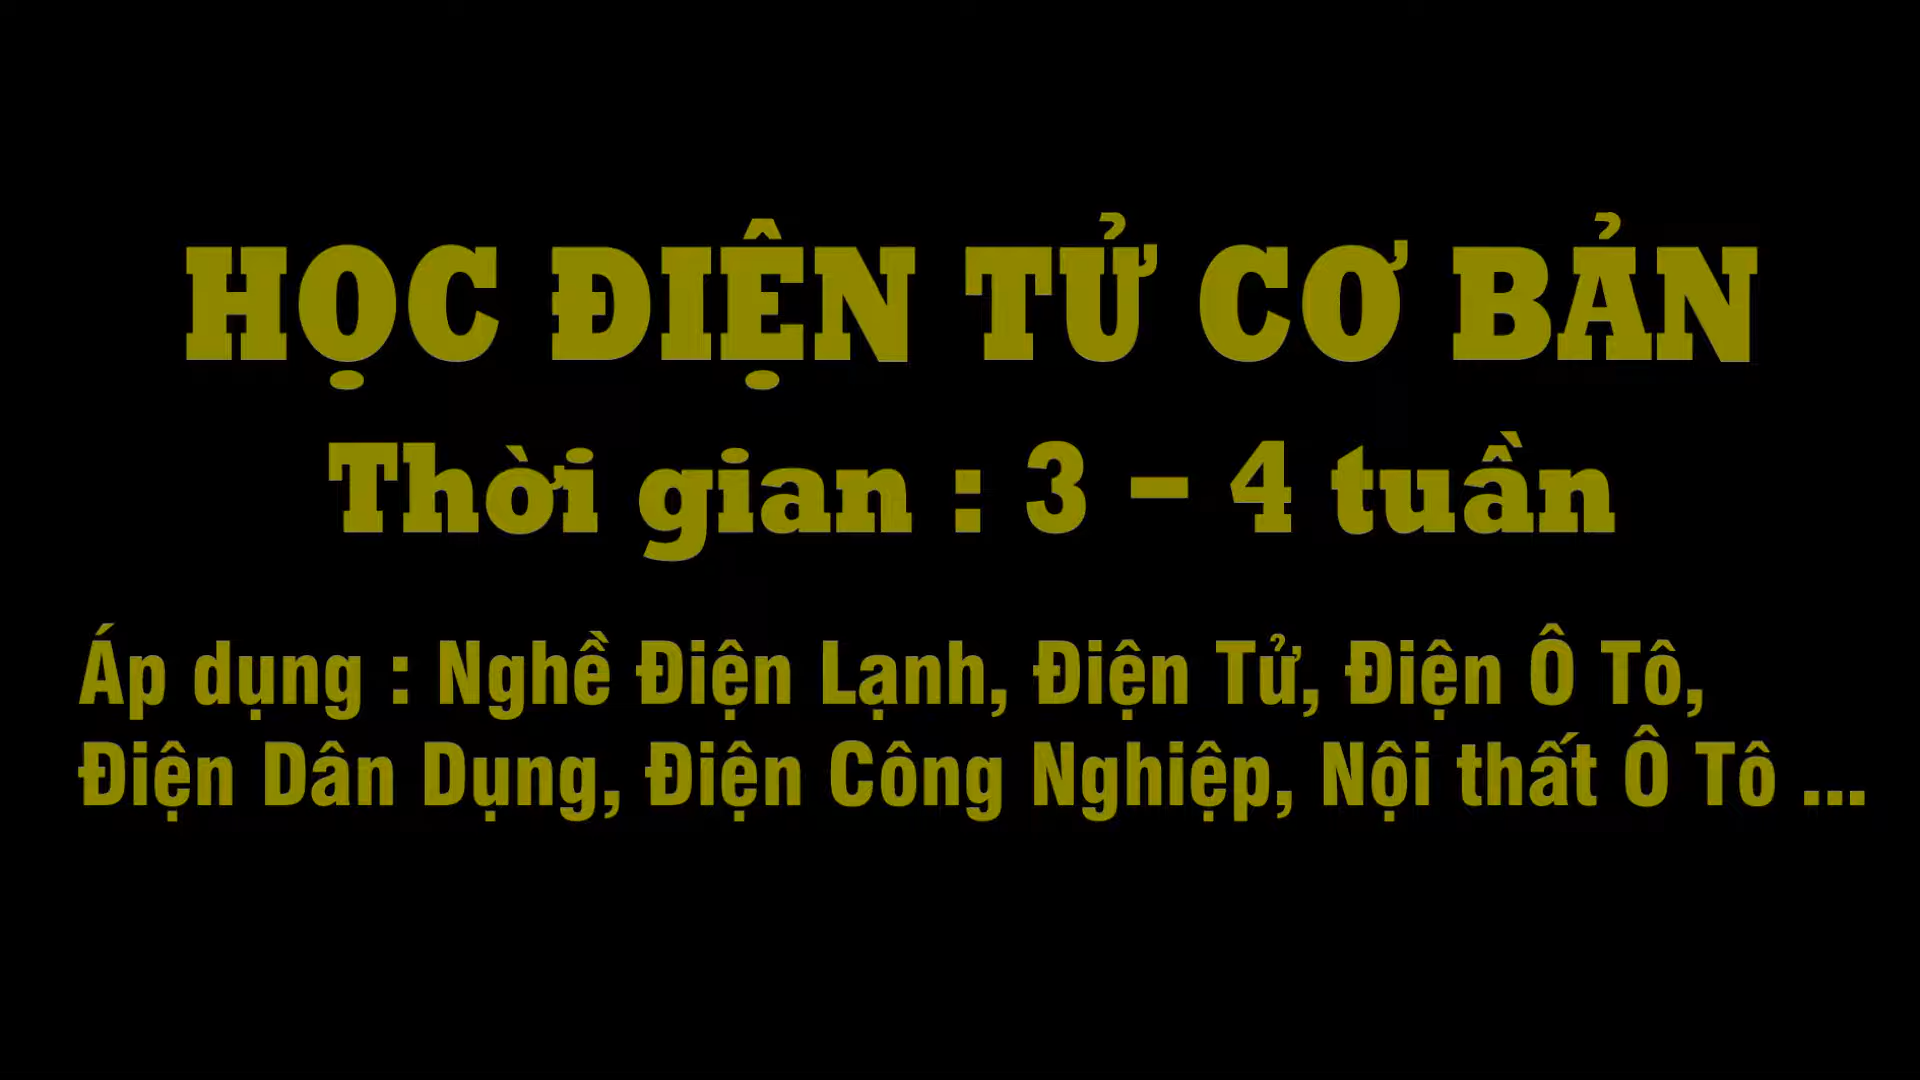 HỌC ĐIỆN TỬ CƠ BẢN
Thời gian : 3 - 4 tuần
Áp dụng : Nghề Điện Lạnh, Điện Tử, Điện Ô Tô,
Điện Dân Dụng, Điện Công Nghiệp, Nội thất Ô Tô ...